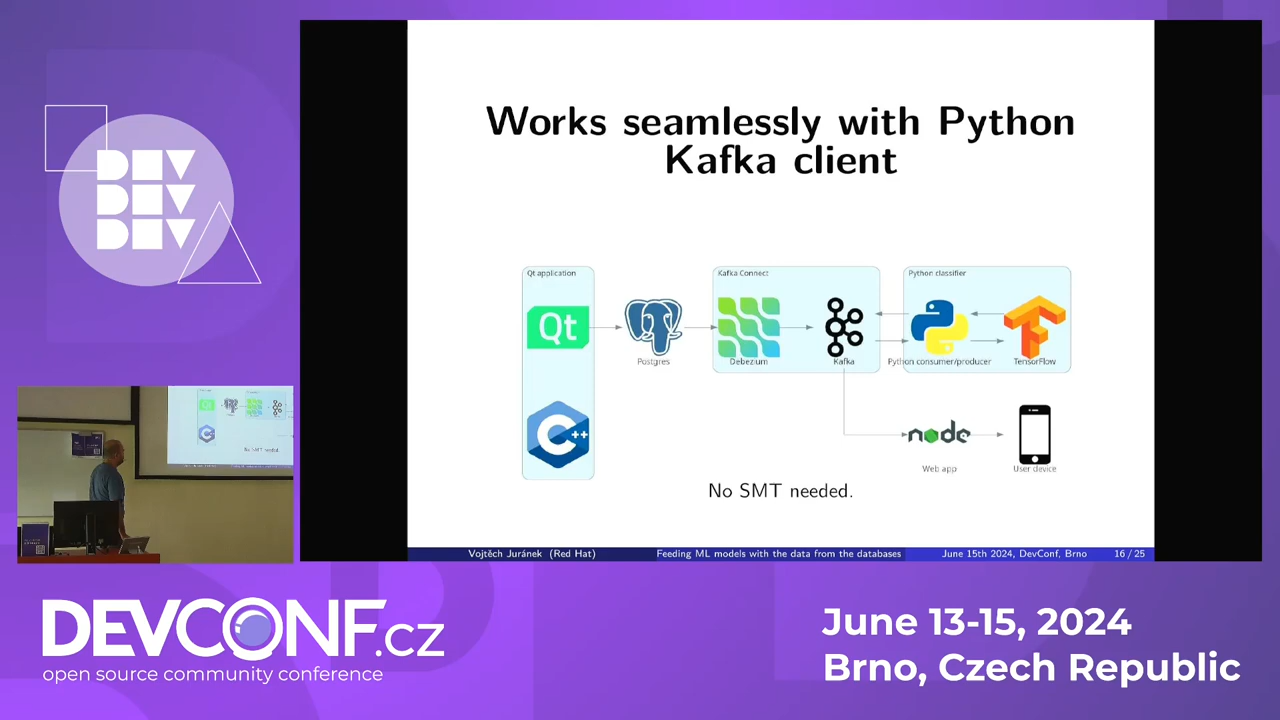 DEV
DEV
DEV
Works seamlessly with Python
Kafka client
Qt application
Kafka Connect
Python classifier
Qt
Postgres
Debezium
Kafka
Python consumer/producer
TensorFlow
C++
node
Web app
User device
No SMT needed.
Vojtěch Juránek (Red Hat)
Feeding ML models with the data from the databases
June 15th 2024, DevConf, Brno
16 / 25
No SMT needed.
DEVCONF.cz
open source community conference
June 13-15, 2024
Brno, Czech Republic